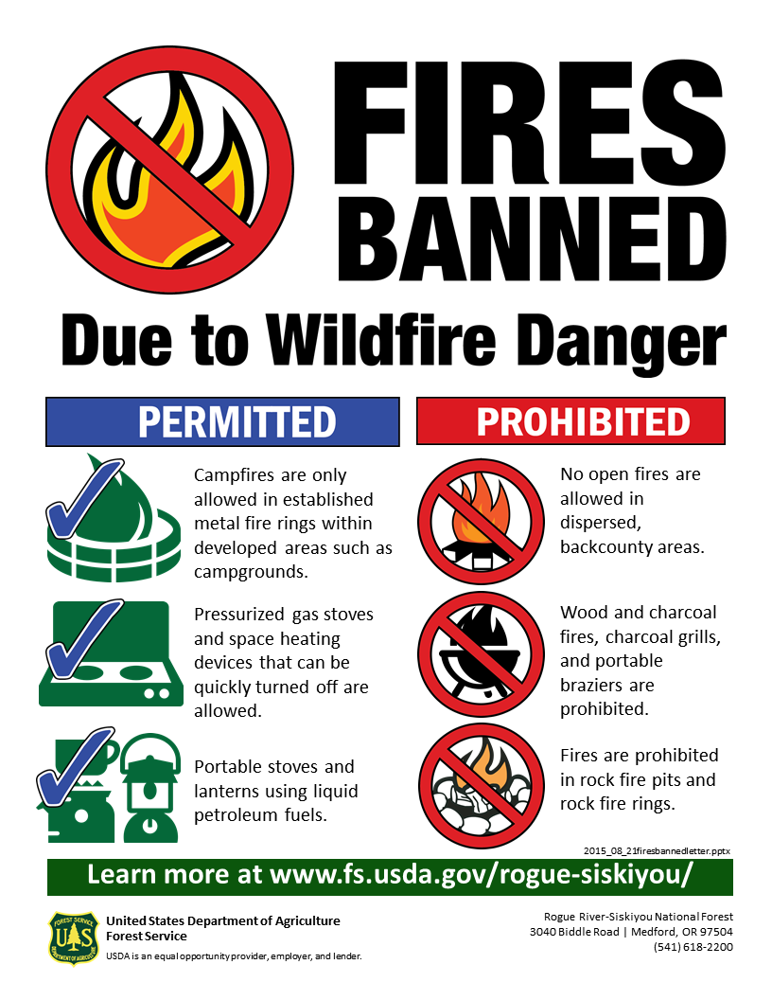 FIRES
BANNED
Due to Wildfire Danger
PERMITTED
Campfires are only
allowed in established
metal fire rings within
developed areas such as
campgrounds.
Pressurized gas stoves
and space heating
devices that can be
quickly turned off are
allowed.
Portable stoves and
lanterns using liquid
petroleum fuels.
PROHIBITED
No open fires are
allowed in
dispersed,
backcounty areas.
Wood and charcoal
fires, charcoal grills,
and portable
braziers are
prohibited.
Fires are prohibited
in rock fire pits and
rock fire rings.
2015_08_21firesbannedletter.pptx
Learn more at www.fs.usda.gov/rogue-siskiyou/
FOREST SERVICE
U S
DEPARTMENT OF AGRICULTURE
United States Department of Agriculture
Forest Service
USDA is an equal opportunity provider, employer, and lender.
Rogue River-Siskiyou National Forest
3040 Biddle Road | Medford, OR 97504
(541) 618-2200